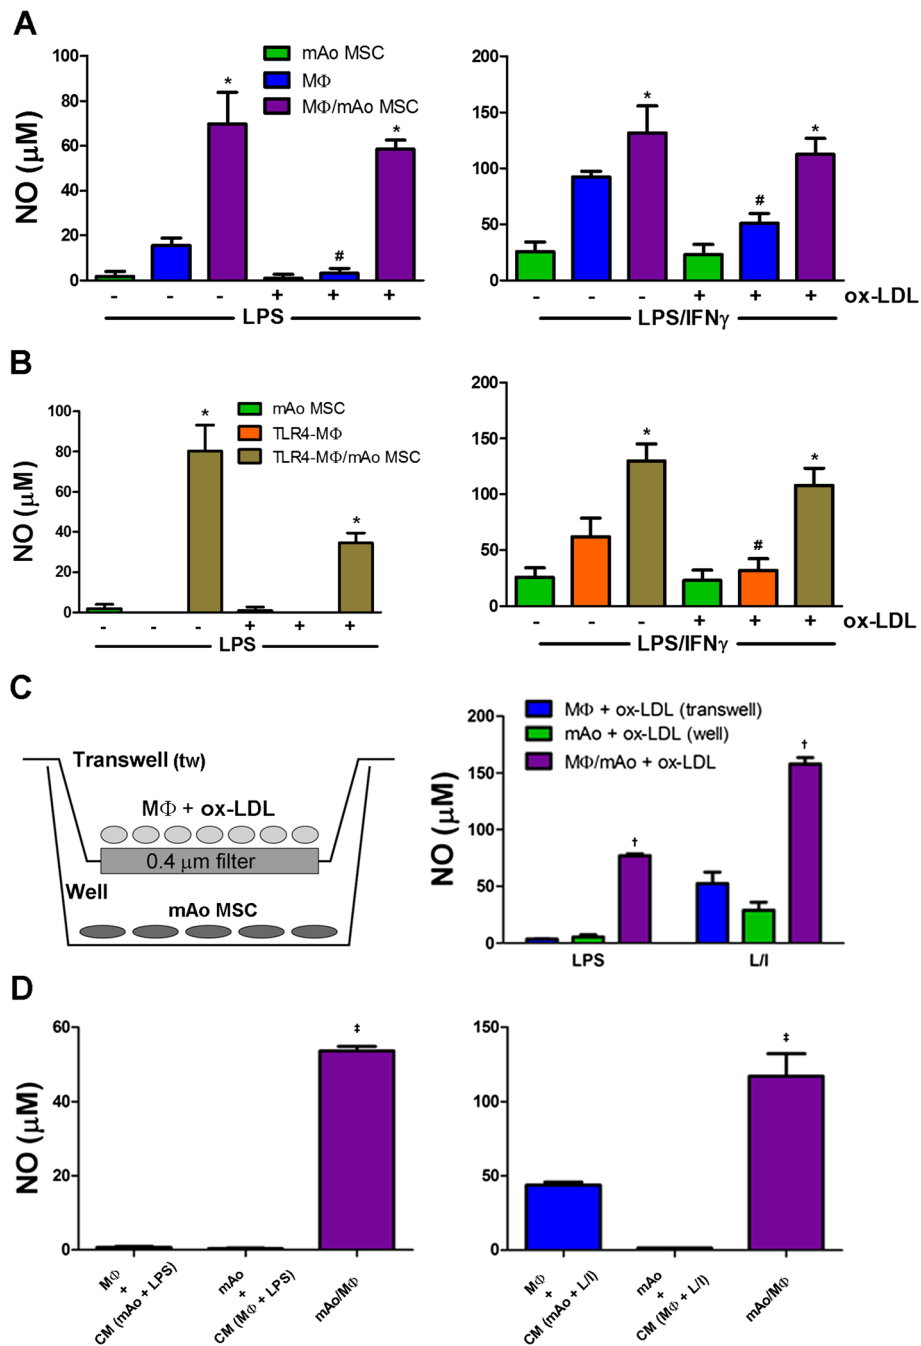 A
NO (μM)
100
80
60
40
20
0
mAo MSC
MΦ
MΦ/mAo MSC
*
#
*
- - - + + +
LPS
200
150
100
50
0
*
#
*
- - - + + + ox-LDL
LPS/IFNγ
B
NO (μM)
100
80
60
40
20
0
mAo MSC
TLR4-MΦ
TLR4-MΦ/mAo MSC
*
*
- - - + + +
LPS
200
150
100
50
0
*
#
*
- - - + + + ox-LDL
LPS/IFNγ
C
Transwell (tw)
MΦ + ox-LDL
0.4 μm filter
Well
mAo MSC
NO (μM)
200
150
100
50
0
MΦ + ox-LDL (transwell)
mAo + ox-LDL (well)
MΦ/mAo + ox-LDL
†
†
LPS L/I
D
NO (μM)
60
40
20
0
‡
MΦ
+
CM (mAo + LPS)
mAo
+
CM (MΦ + LPS)
mAo/MΦ
150
100
50
0
‡
MΦ
+
CM (mAo + L/I)
mAo
+
CM (MΦ + L/I)
mAo/MΦ